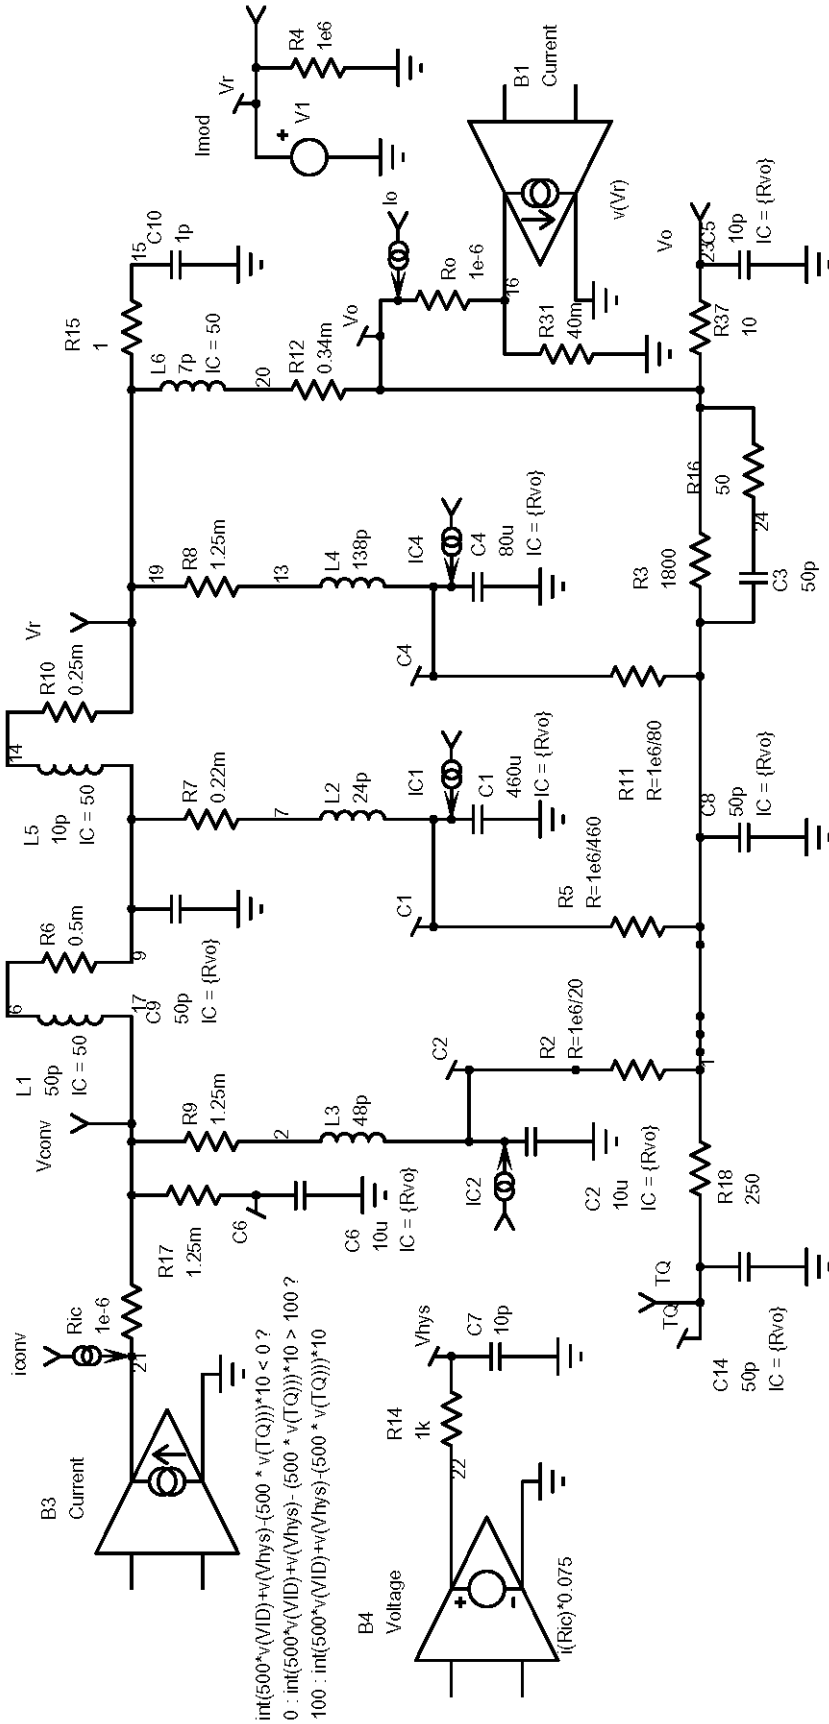 B3
Current
iconv
Ric
1e-6
21
int(500*v(VID)+v(Vhys)-(500 * v(TQ)))*10 < 0 ?
0 : int(500*v(VID)+v(Vhys)- (500 * v(TQ)))*10 > 100 ?
100 : int(500*v(VID)+v(Vhys)-(500 * v(TQ)))*10
R17
1.25m
C6
C6
10u
IC = {Rvo}
Vconv
R9
1.25m
2
L3
48p
IC2
C2
10u
IC = {Rvo}
C2
R2
R=1e6/20
L1
50p
IC = 50
6
17
R6
0.5m
9
C9
50p
IC = {Rvo}
L5
10p
IC = 50
14
R10
0.25m
R7
0.22m
7
L2
24p
IC1
C1
460u
IC = {Rvo}
C1
R5
R=1e6/460
Vr
19
R8
1.25m
13
L4
138p
IC4
C4
80u
IC = {Rvo}
C4
R11
R=1e6/80
R15
1
15
C10
1p
L6
7p
IC = 50
20
R12
0.34m
Vo
Io
Ro
1e-6
16
R31
40m
Imod
Vr
+
V1
R4
1e6
B1
Current
v(Vr)
B4
Voltage
+
-
i(Ric)*0.075
22
R14
1k
Vhys
C7
10p
TQ
TQ
C14
50p
IC = {Rvo}
R18
250
1
C8
50p
IC = {Rvo}
R3
1800
C3
50p
24
R16
50
R37
10
Vo
23
C5
10p
IC = {Rvo}